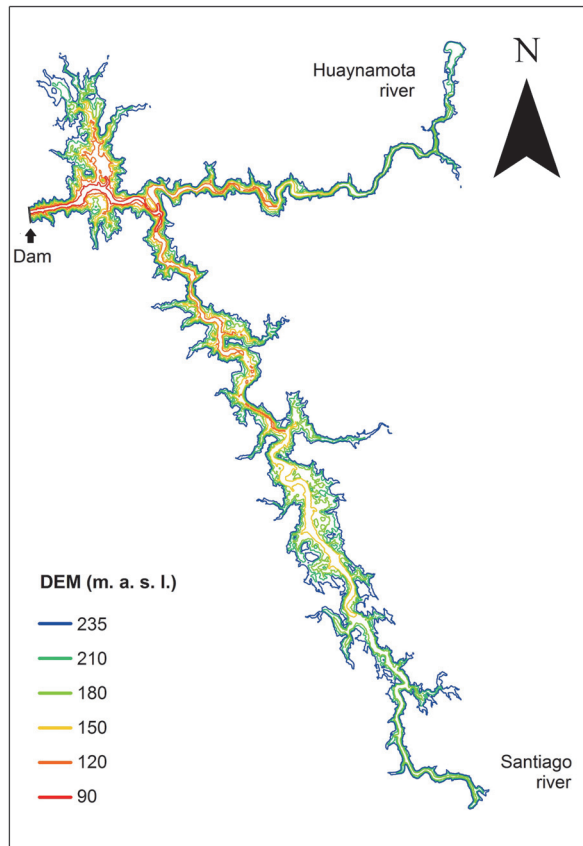 Huaynamota
river
N
Dam
DEM (m. a. s. l.)
235
210
180
150
120
90
Santiago
river